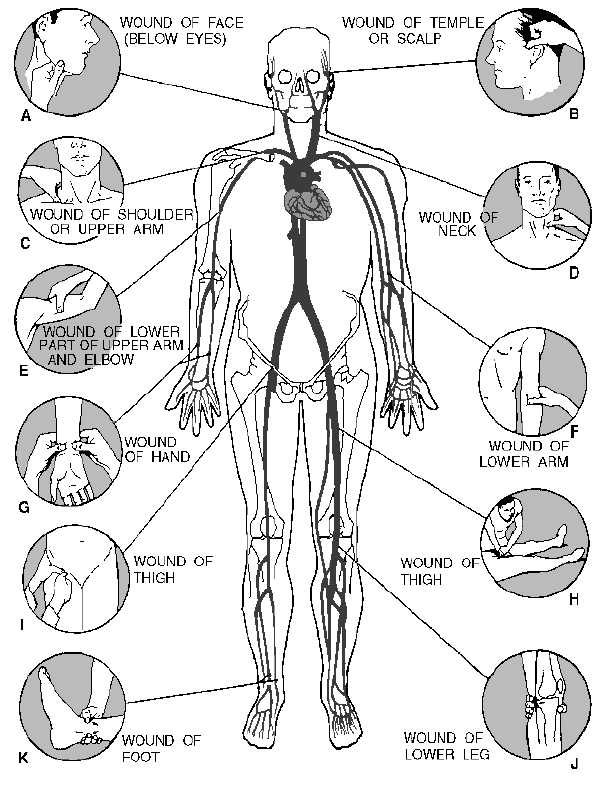 WOUND OF FACE
(BELOW EYES)
A
WOUND OF TEMPLE
OR SCALP
B
WOUND OF SHOULDER
OR UPPER ARM
C
WOUND OF
NECK
D
WOUND OF LOWER
PART OF UPPER ARM
AND ELBOW
E
WOUND OF
LOWER ARM
F
WOUND
OF HAND
G
WOUND OF
THIGH
H
WOUND OF
THIGH
I
WOUND OF
LOWER LEG
J
WOUND OF
FOOT
K